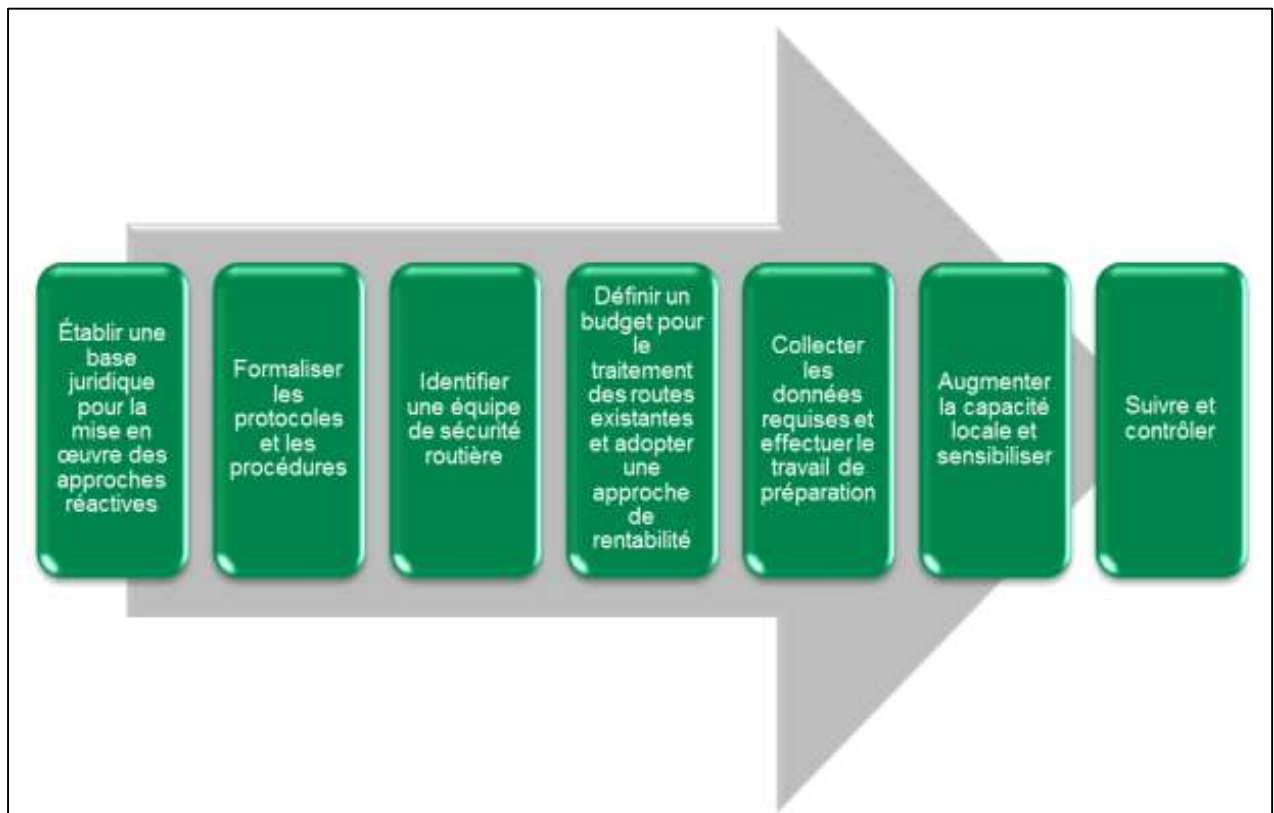 Établir une
base
juridique
pour la
mise en
œuvre des
approches
réactives
Formaliser
les
protocoles
et les
procédures
Identifier
une équipe
de sécurité
routière
Définir un
budget pour
le
traitement
des routes
existantes
et adopter
une
approche
de
rentabilité
Collecter
les
données
requises et
effectuer le
travail de
préparation
Augmenter
la capacité
locale et
sensibiliser
Suivre et
contrôler